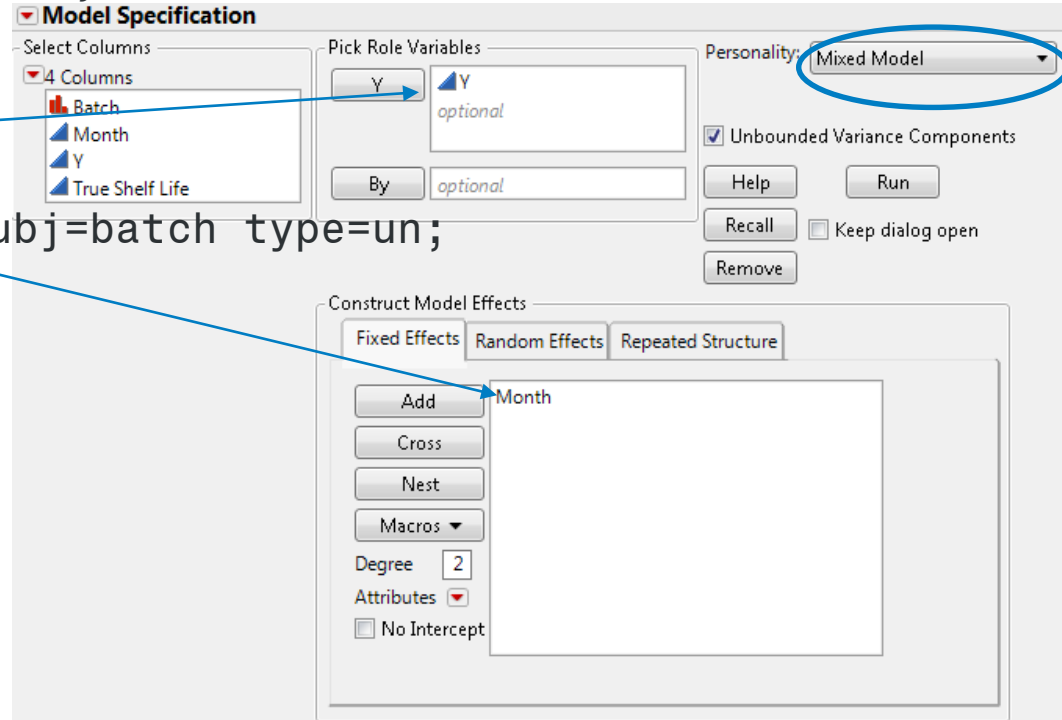 Model Specification
Select Columns
4 Columns
Batch
Month
Y
True Shelf Life
Pick Role Variables
Y
Y
optional
By
optional
Personality: Mixed Model
Unbounded Variance Components
Help
Run
Recall
Keep dialog open
Remove
ubj=batch type=un;
Construct Model Effects
Fixed Effects
Random Effects
Repeated Structure
Add
Month
Cross
Nest
Macros
Degree 2
Attributes
No Intercept